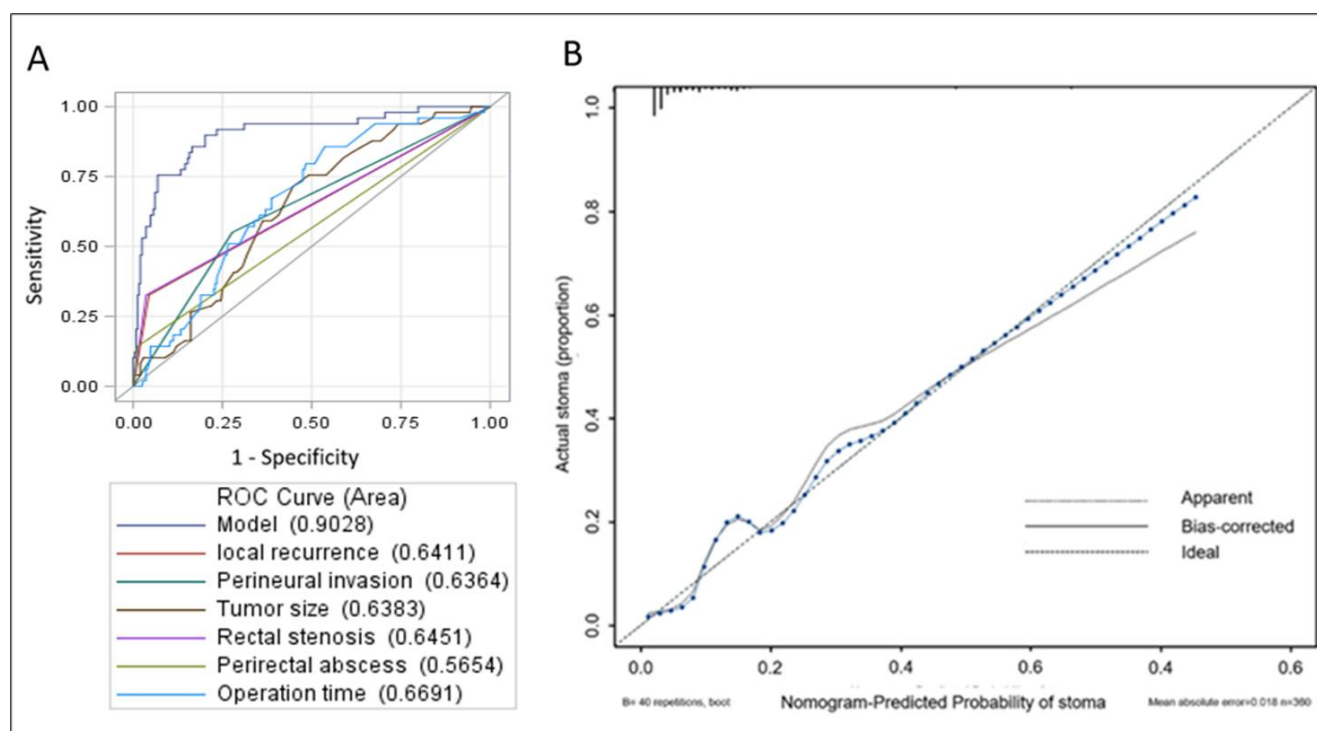 A
B
1.00
0.75
0.50
0.25
0.00
Sensitivity
0.00 0.25 0.50 0.75 1.00
1 - Specificity
ROC Curve (Area)
Model (0.9028)
local recurrence (0.6411)
Perineural invasion (0.6364)
Tumor size (0.6383)
Rectal stenosis (0.6451)
Perirectal abscess (0.5654)
Operation time (0.6691)
1.0
0.8
0.6
0.4
0.2
0.0
Actual stoma (proportion)
Apparent
Bias-corrected
Ideal
0.0 0.2 0.4 0.6 0.4 0.6
B= 40 repetitions, boot
Nomogram-Predicted Probability of stoma
Mean absolute error=0.018 n=360